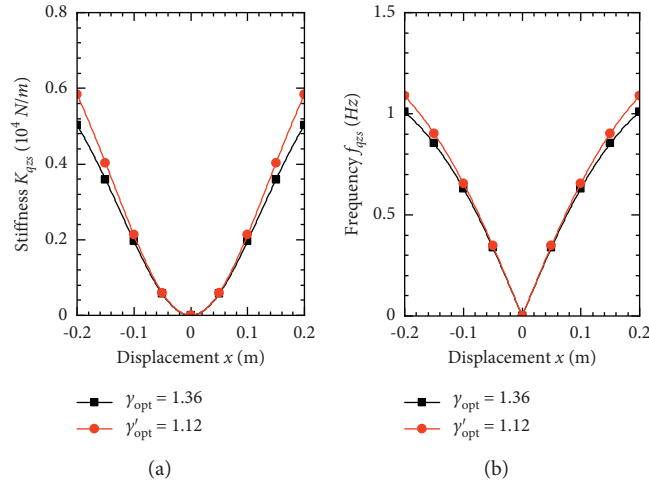 0.8
0.6
0.4
0.2
0
Stiffness K_qzs (10^4 N/m)
-0.2 -0.1 0 0.1 0.2
Displacement x (m)
γ_opt = 1.36
γ′_opt = 1.12
(a)
1.5
1
0.5
0
Frequency f_qzs (Hz)
-0.2 -0.1 0 0.1 0.2
Displacement x (m)
γ_opt = 1.36
γ′_opt = 1.12
(b)